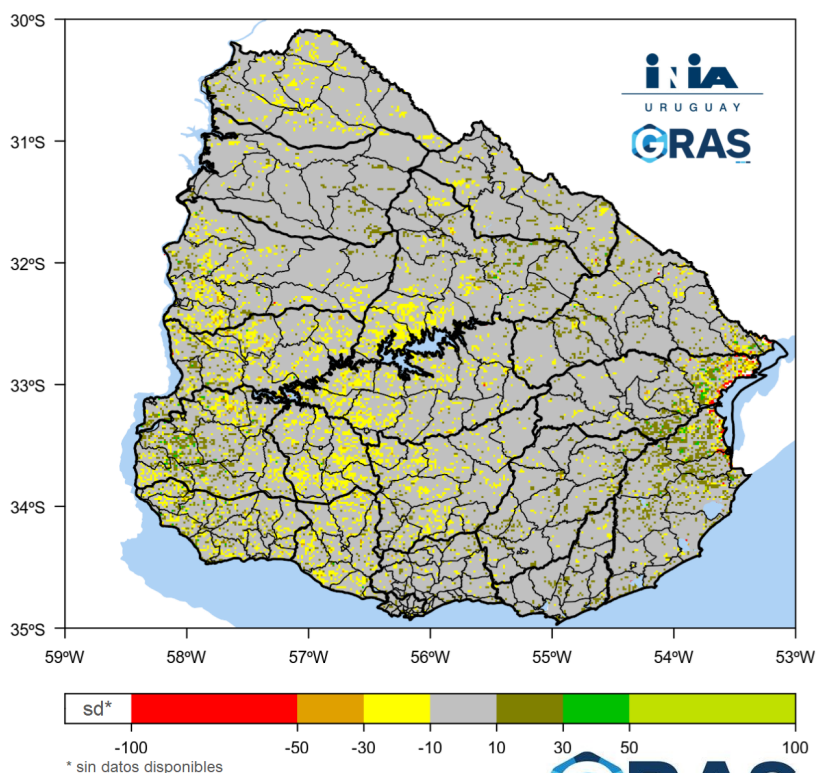 30ºS
INIA
URUGUAY
GRAS
31ºS
32ºS
33ºS
34ºS
35ºS
59ºW 58ºW 57ºW 56ºW 55ºW 54ºW 53ºW
sd*
-100 -50 -30 -10 10 30 50 100
* sin datos disponibles
GRAS